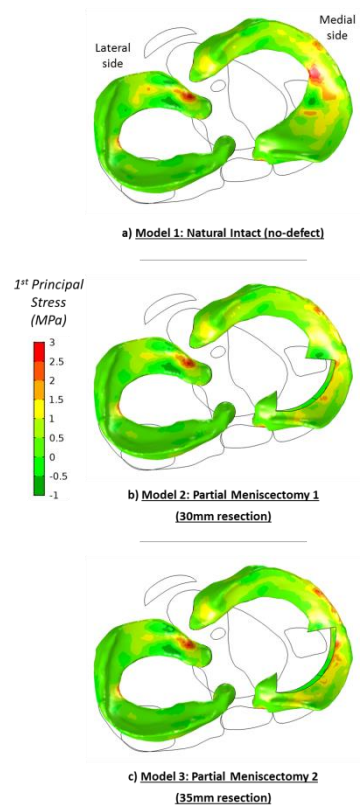 Lateral
side
Medial
side
a) Model 1: Natural Intact (no-defect)
1st Principal
Stress
(MPa)
3
2.5
2
1.5
1
0.5
0
-0.5
-1
b) Model 2: Partial Meniscectomy 1
(30mm resection)
c) Model 3: Partial Meniscectomy 2
(35mm resection)